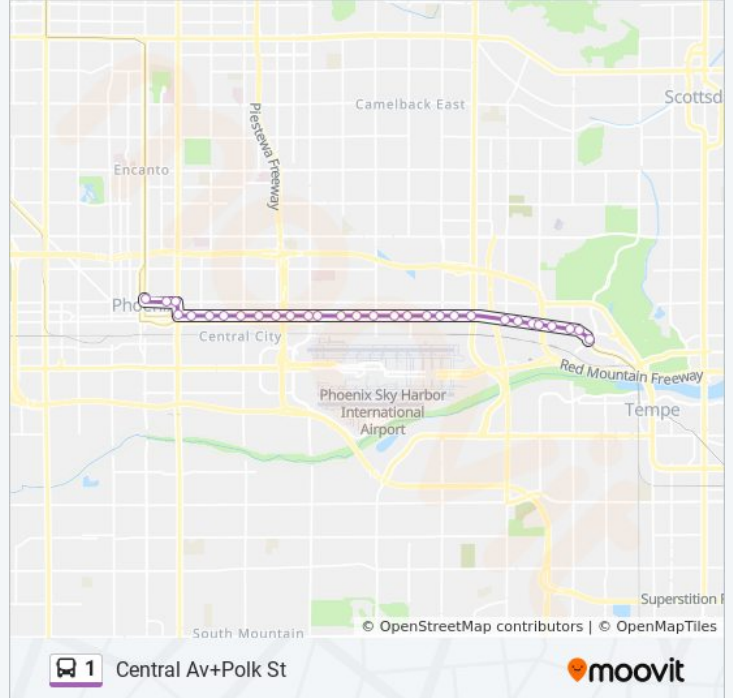 Camelback East
Scottsd
Piestewa Freeway
Encanto
Phoeni
Central City
Red Mountain Freeway
Phoenix Sky Harbor
International
Airport
Tempe
Superstition F
© OpenStreetMap contributors | © OpenMapTiles
South Mountain
1 Central Av+Polk St
moovit